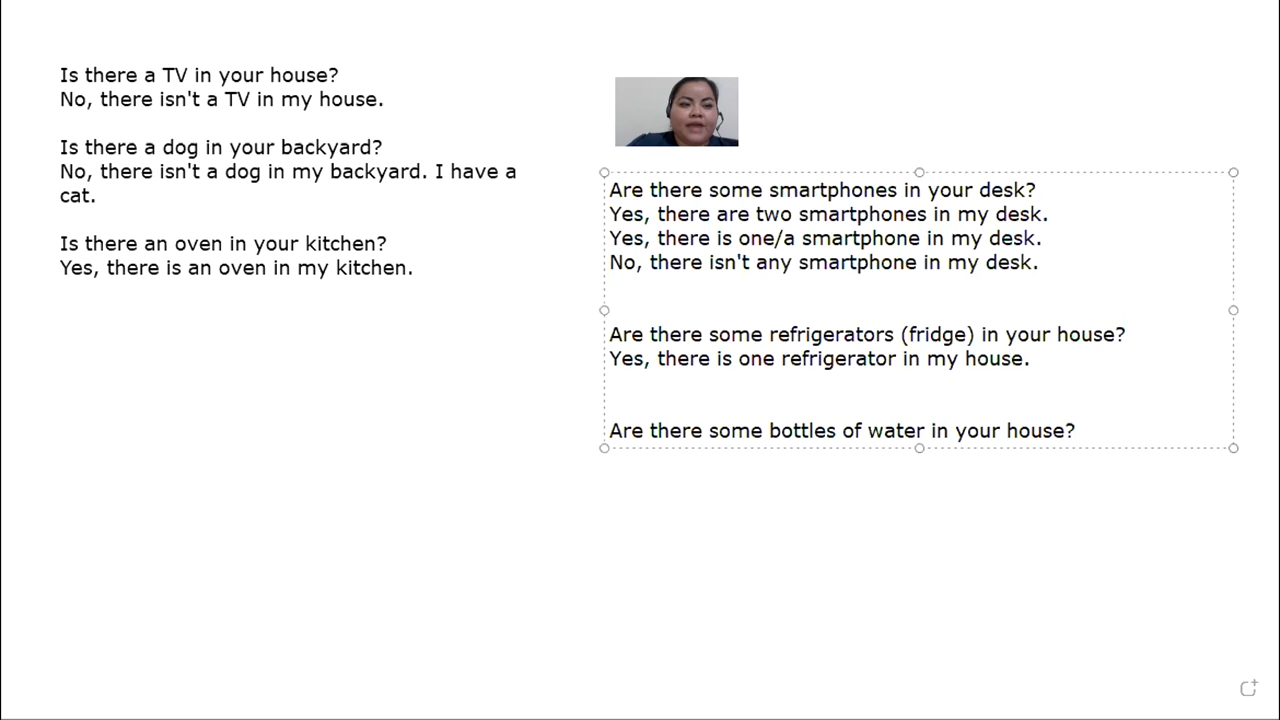 Is there a TV in your house?
No, there isn't a TV in my house.
Is there a dog in your backyard?
No, there isn't a dog in my backyard. I have a
cat.
Is there an oven in your kitchen?
Yes, there is an oven in my kitchen.
Are there some smartphones in your desk?
Yes, there are two smartphones in my desk.
Yes, there is one/a smartphone in my desk.
No, there isn't any smartphone in my desk.
Are there some refrigerators (fridge) in your house?
Yes, there is one refrigerator in my house.
Are there some bottles of water in your house?